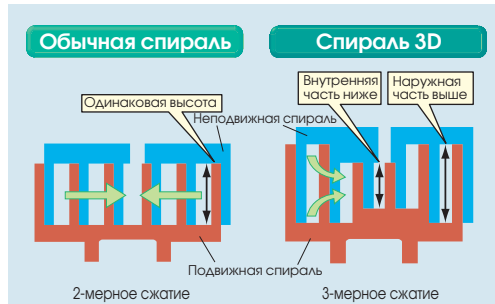 Обычная спираль
Спираль 3D
Внутренняя
часть ниже
Наружная
часть выше
Одинаковая высота
Неподвижная спираль
Подвижная спираль
2-мерное сжатие
3-мерное сжатие